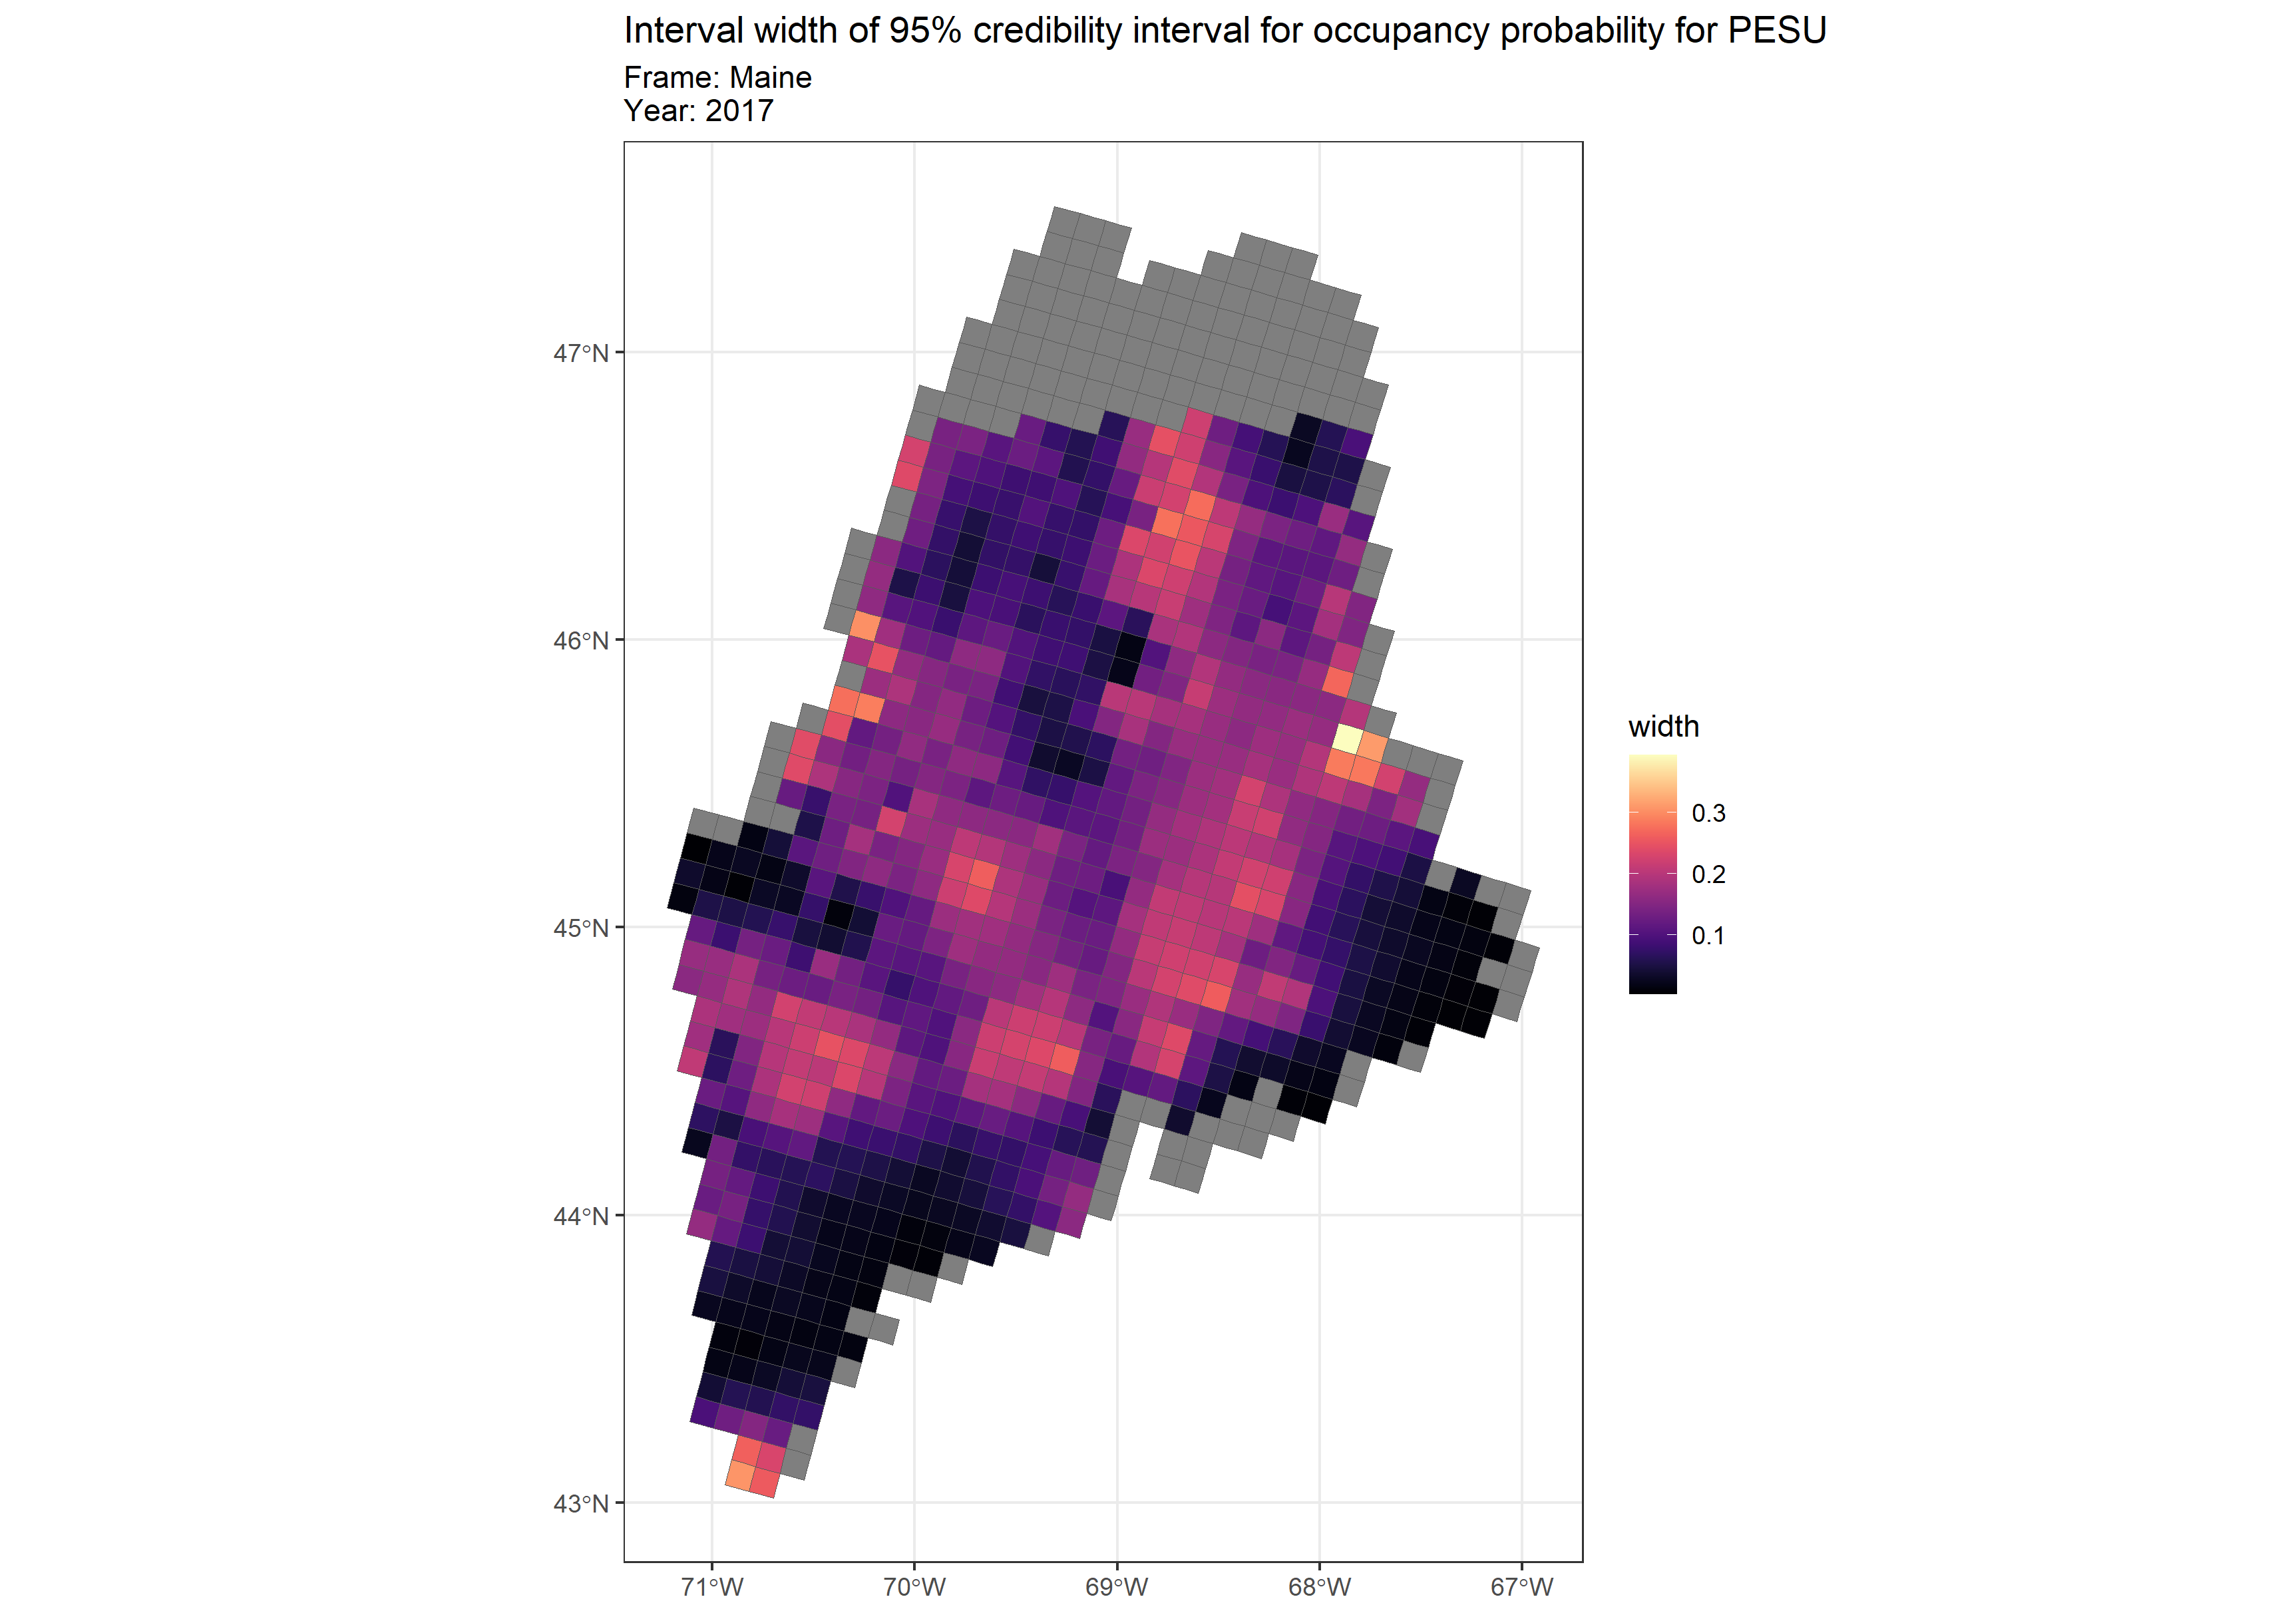 Interval width of 95% credibility interval for occupancy probability for PESU
Frame: Maine
Year: 2017
47°N
46°N
45°N
44°N
43°N
71°W
70°W
69°W
68°W
67°W
width
0.3
0.2
0.1